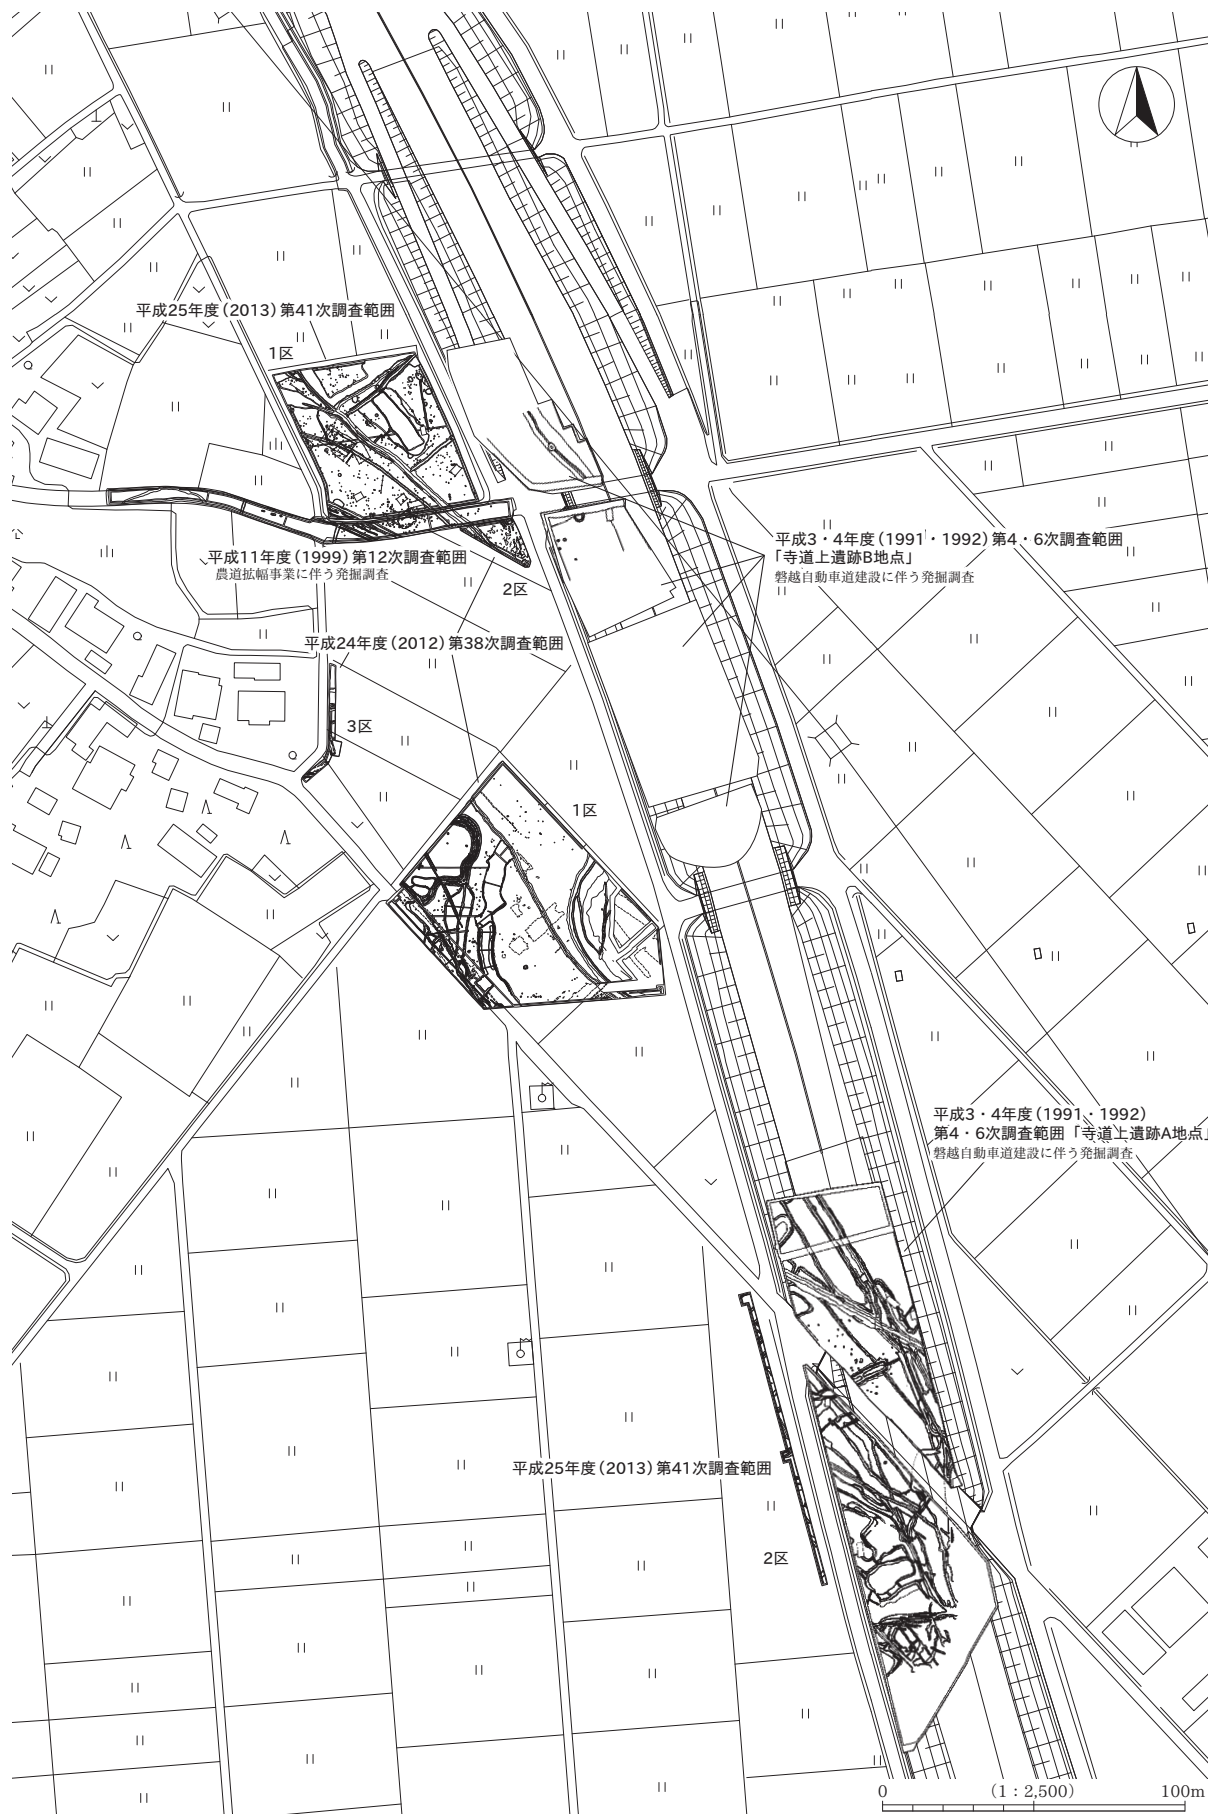 平成25年度(2013)第41次調査範囲
1区
平成3・4年度(1991・1992)第4・6次調査範囲
「寺道上遺跡B地点」
磐越自動車道建設に伴う発掘調査
平成11年度(1999)第12次調査範囲
農道拡幅事業に伴う発掘調査
2区
平成24年度(2012)第38次調査範囲
3区
1区
平成3・4年度(1991・1992)
第4・6次調査範囲「寺道上遺跡A地点」
磐越自動車道建設に伴う発掘調査
平成25年度(2013)第41次調査範囲
2区
0 (1:2,500) 100m